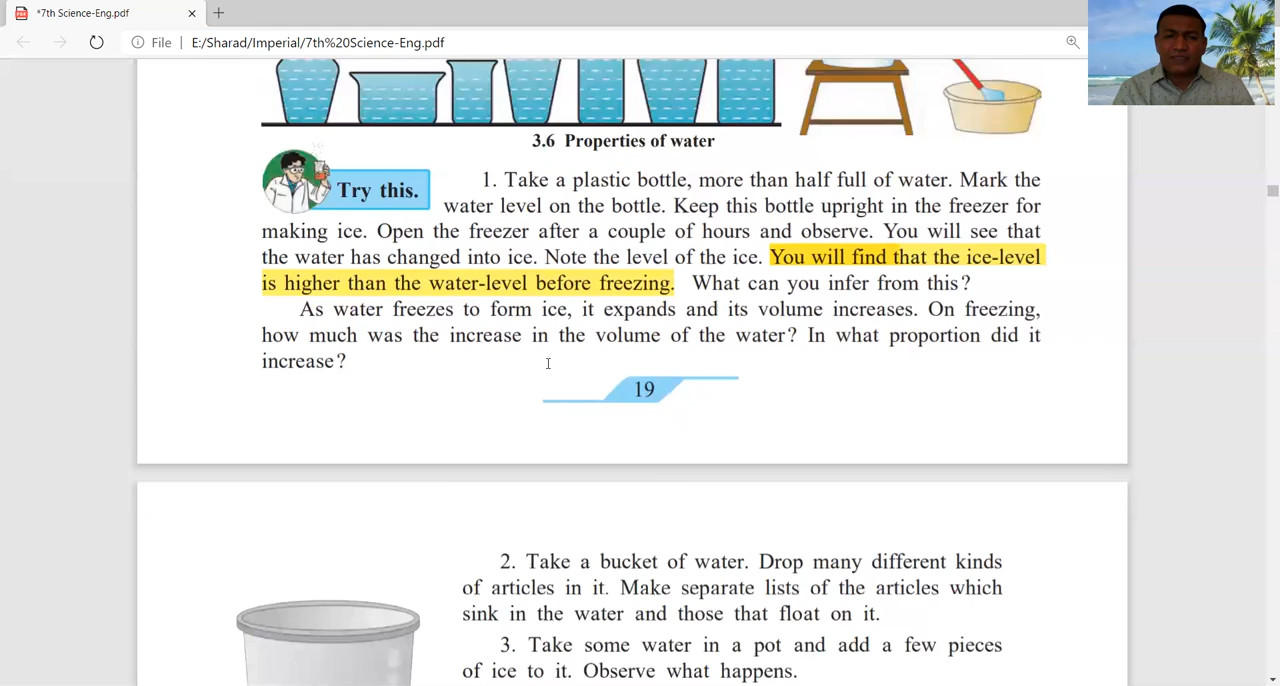 *7th Science-Eng.pdf
File | E:/Sharad/Imperial/7th%20Science-Eng.pdf
3.6 Properties of water
Try this.
1. Take a plastic bottle, more than half full of water. Mark the
water level on the bottle. Keep this bottle upright in the freezer for
making ice. Open the freezer after a couple of hours and observe. You will see that
the water has changed into ice. Note the level of the ice. You will find that the ice-level
is higher than the water-level before freezing. What can you infer from this?
As water freezes to form ice, it expands and its volume increases. On freezing,
how much was the increase in the volume of the water? In what proportion did it
increase?
19
2. Take a bucket of water. Drop many different kinds
of articles in it. Make separate lists of the articles which
sink in the water and those that float on it.
3. Take some water in a pot and add a few pieces
of ice to it. Observe what happens.